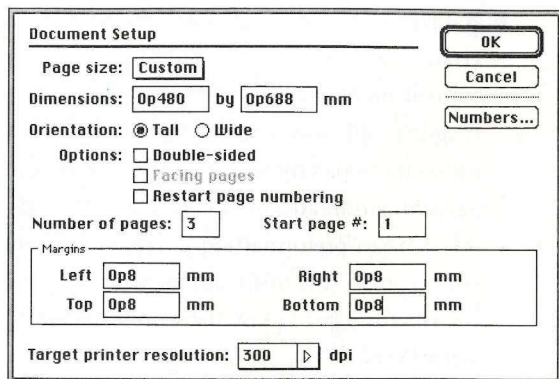 Document Setup
OK
Page size: Custom
Cancel
Dimensions: 0p480 by 0p688 mm
Numbers...
Orientation: Tall Wide
Options: Double-sided
Facing pages
Restart page numbering
Number of pages: 3 Start page #: 1
Margins
Left 0p8 mm Right 0p8 mm
Top 0p8 mm Bottom 0p8 mm
Target printer resolution: 300 dpi